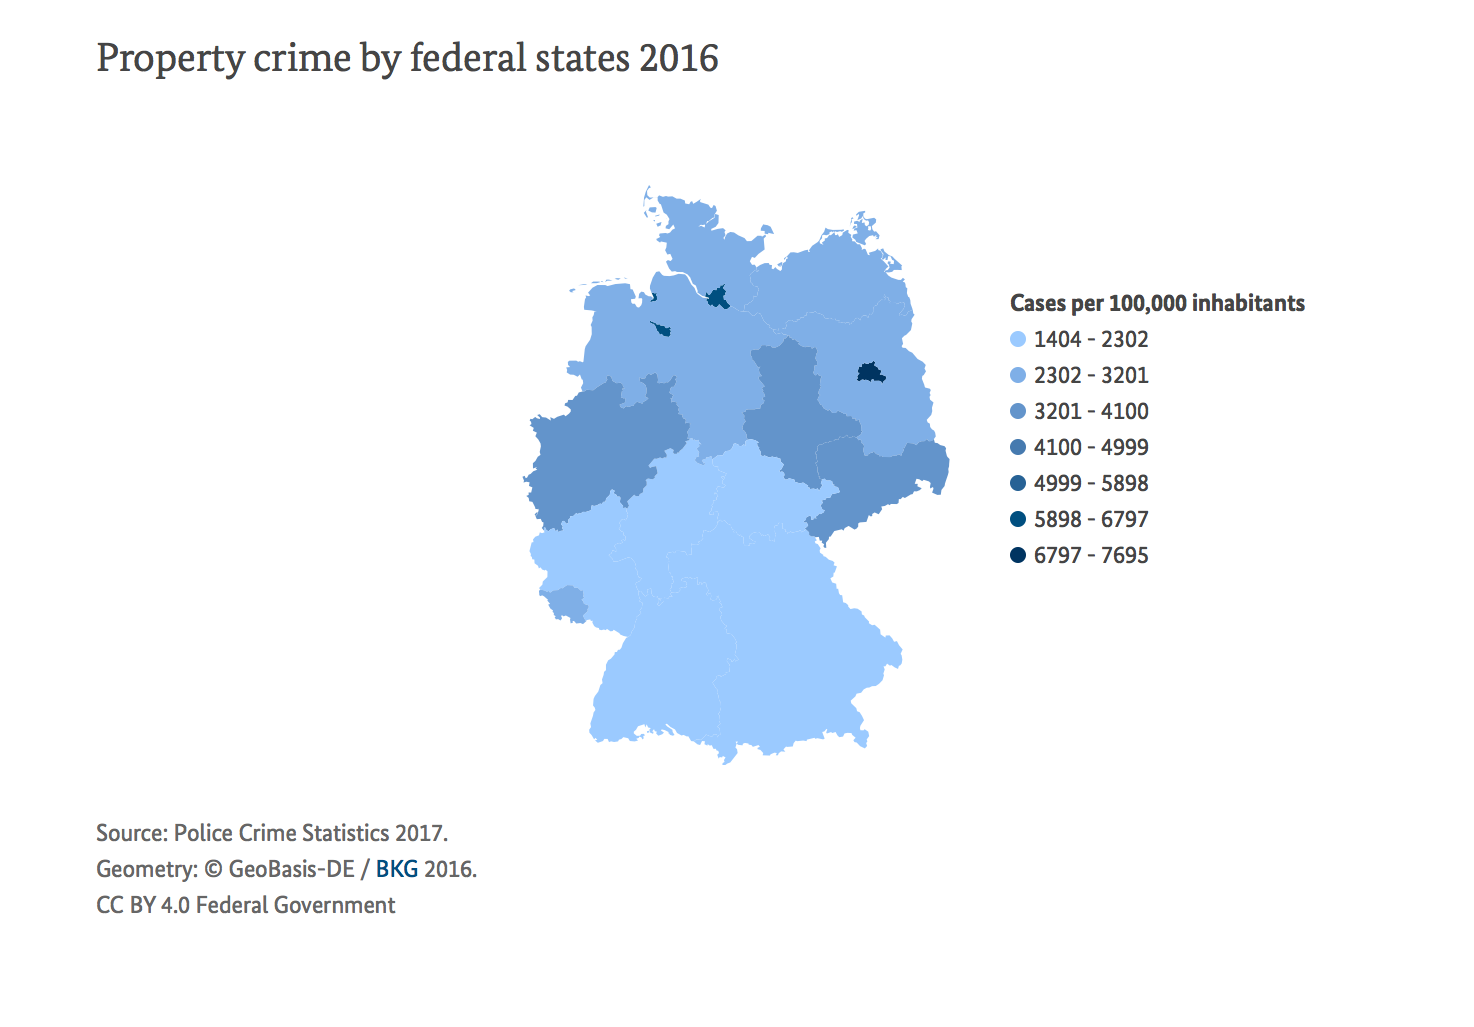 Property crime by federal states 2016
Cases per 100,000 inhabitants
1404 - 2302
2302 - 3201
3201 - 4100
4100 - 4999
4999 - 5898
5898 - 6797
6797 - 7695
Source: Police Crime Statistics 2017.
Geometry: © GeoBasis-DE / BKG 2016.
CC BY 4.0 Federal Government